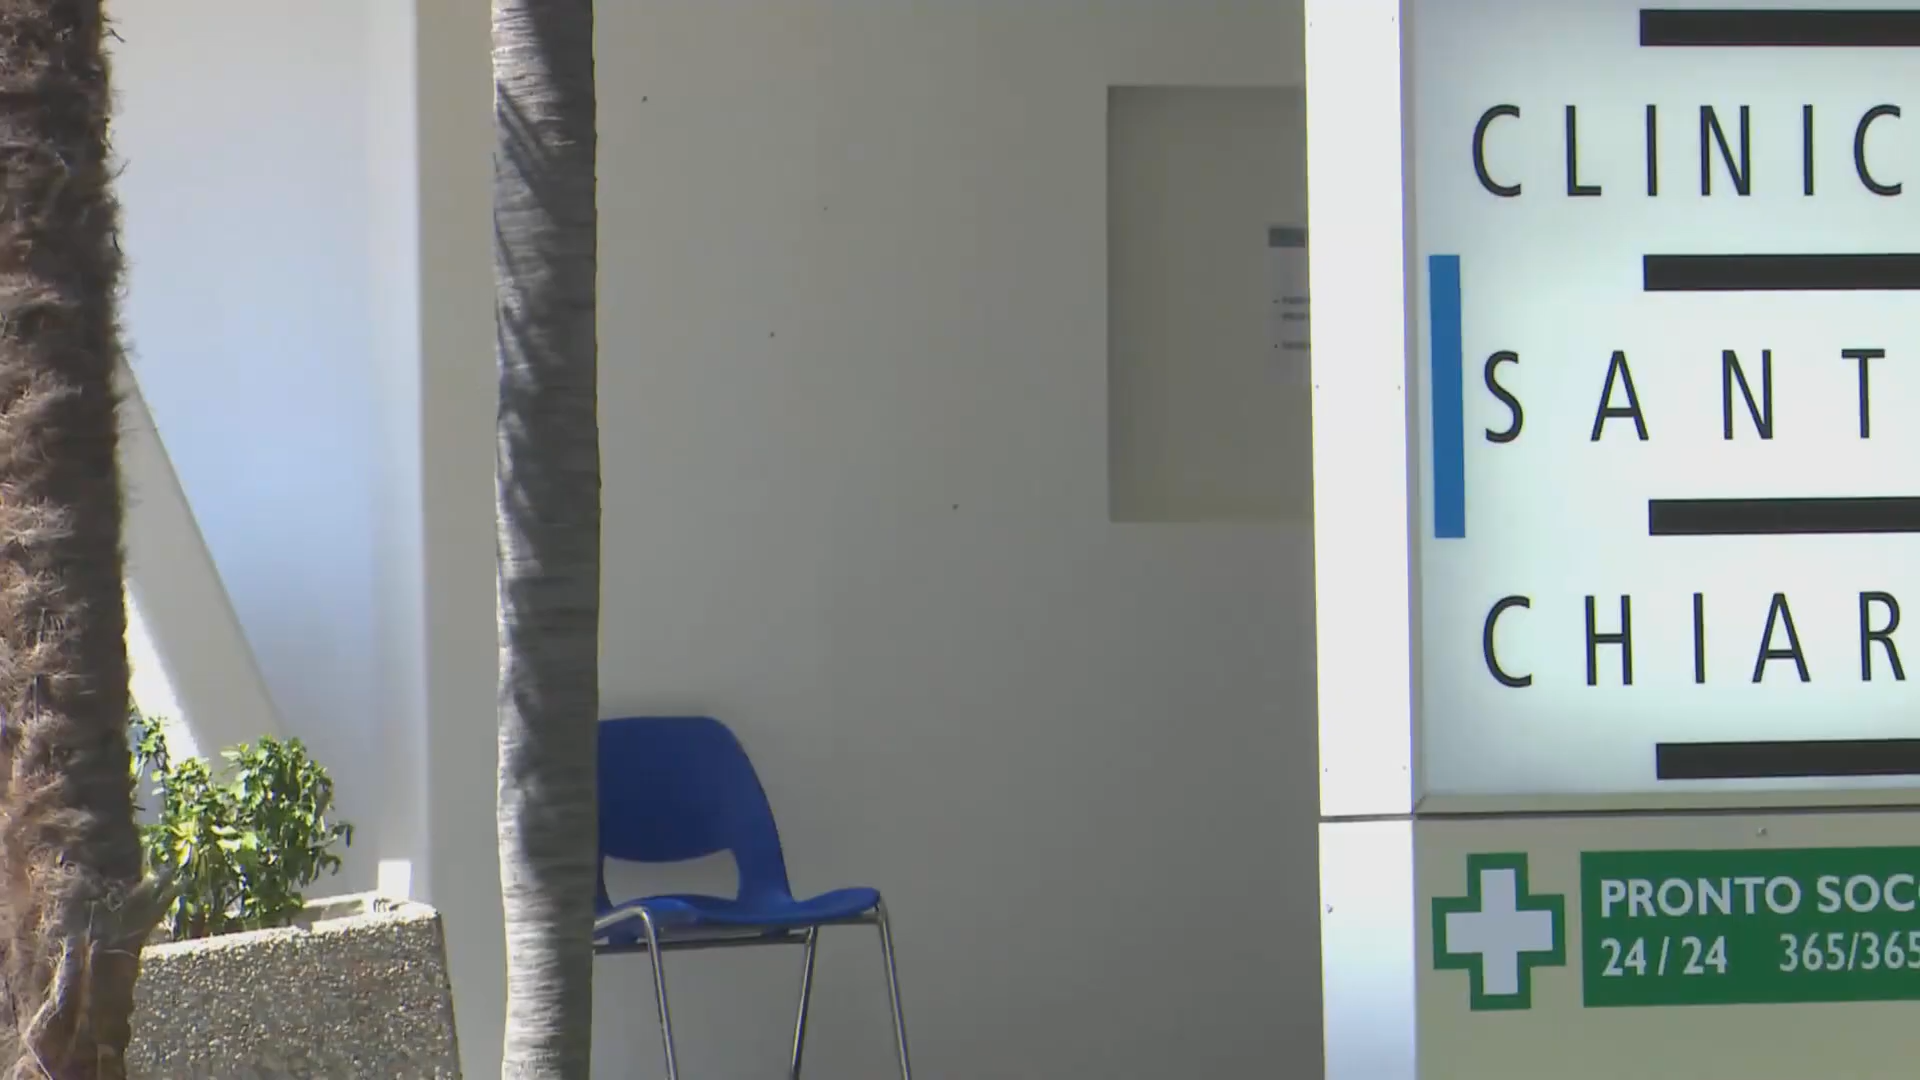 CLINIC
SANT
CHIAR
PRONTO SOC
24/24 365/365